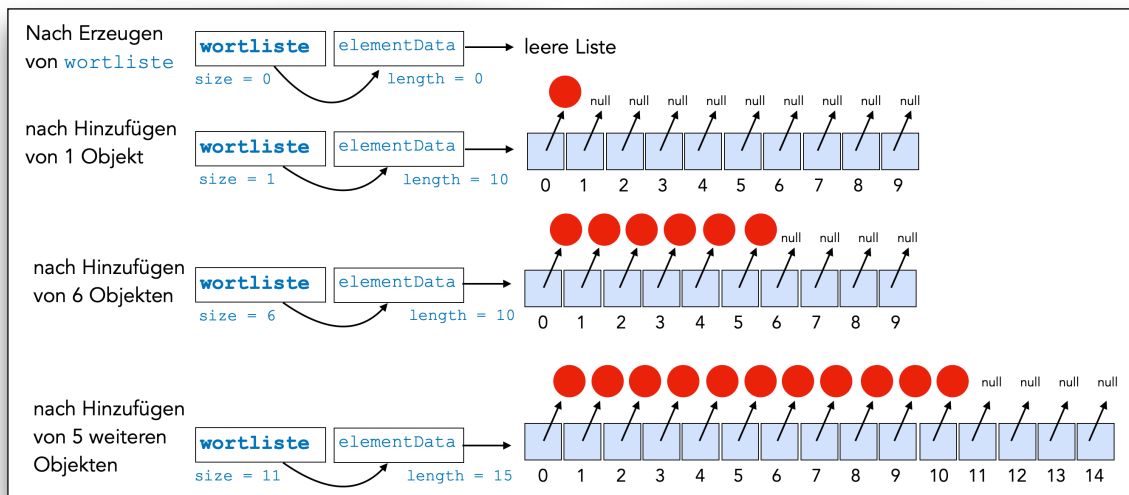 Nach Erzeugen
von wortliste
wortliste
elementData
leere Liste
size = 0
length = 0
null null null null null null null null null
nach Hinzufügen
von 1 Objekt
wortliste
elementData
size = 1
length = 10
0 1 2 3 4 5 6 7 8 9
null null null null
nach Hinzufügen
von 6 Objekten
wortliste
elementData
size = 6
length = 10
0 1 2 3 4 5 6 7 8 9
null null null null
nach Hinzufügen
von 5 weiteren
Objekten
wortliste
elementData
size = 11
length = 15
0 1 2 3 4 5 6 7 8 9 10 11 12 13 14